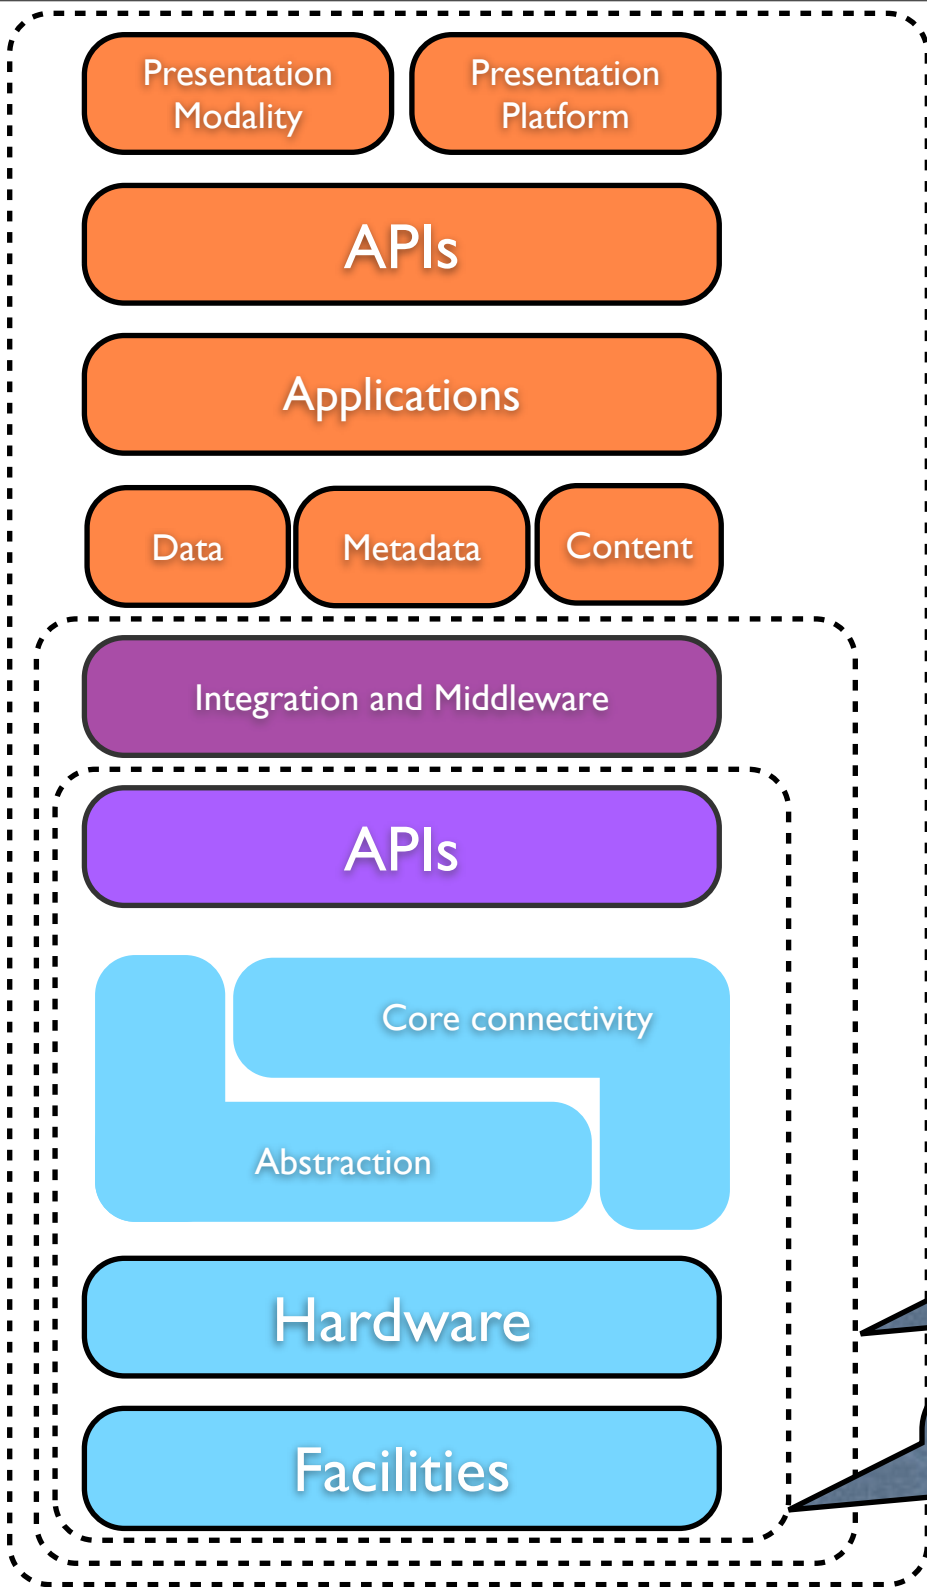 Presentation
Modality
Presentation
Platform
APIs
Applications
Data
Metadata
Content
Integration and Middleware
APIs
Core connectivity
Abstraction
Hardware
Facilities